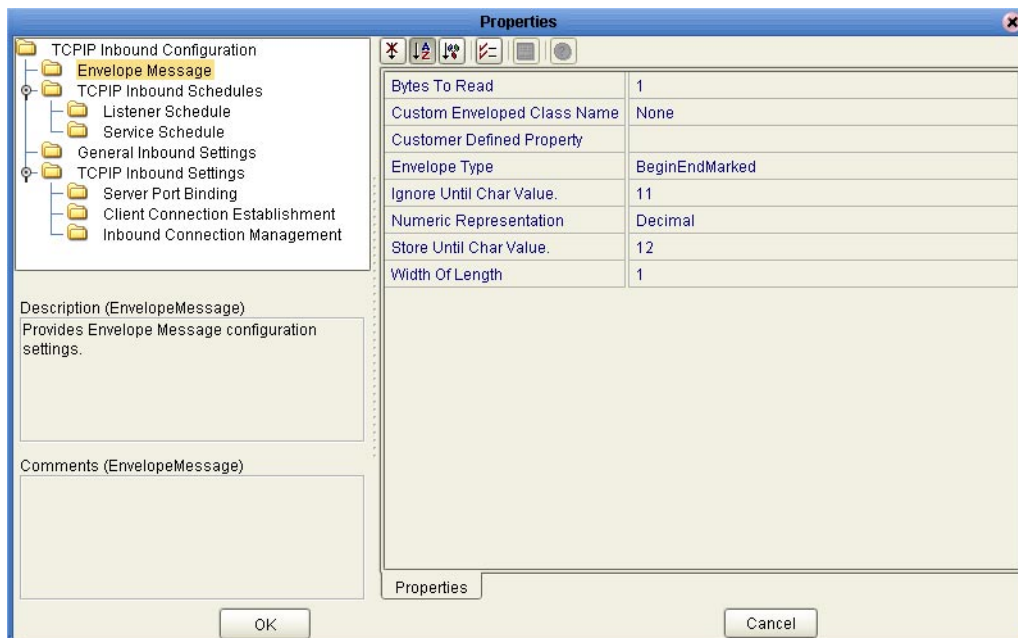 Properties
TCPIP Inbound Configuration
Envelope Message
TCPIP Inbound Schedules
Listener Schedule
Service Schedule
General Inbound Settings
TCPIP Inbound Settings
Server Port Binding
Client Connection Establishment
Inbound Connection Management
Description (EnvelopeMessage)
Provides Envelope Message configuration
settings.
Comments (EnvelopeMessage)
Bytes To Read 1
Custom Enveloped Class Name None
Customer Defined Property
Envelope Type BeginEndMarked
Ignore Until Char Value. 11
Numeric Representation Decimal
Store Until Char Value. 12
Width Of Length 1
Properties
OK Cancel